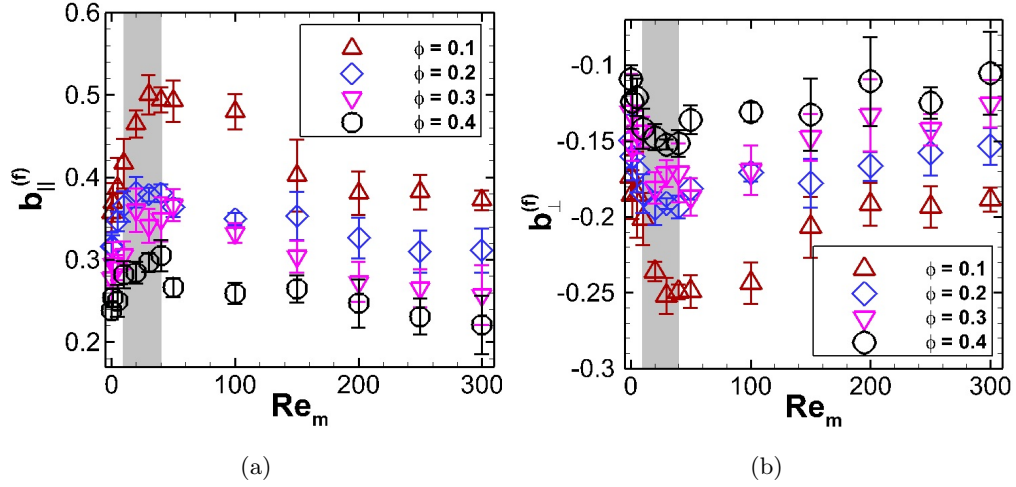 0.6
0.5
0.4
0.3
0.2
b||(f)
0 100 200 300
Re_m
ϕ = 0.1
ϕ = 0.2
ϕ = 0.3
ϕ = 0.4
(a)
-0.1
-0.15
-0.2
-0.25
-0.3
b⊥(f)
0 100 200 300
Re_m
ϕ = 0.1
ϕ = 0.2
ϕ = 0.3
ϕ = 0.4
(b)